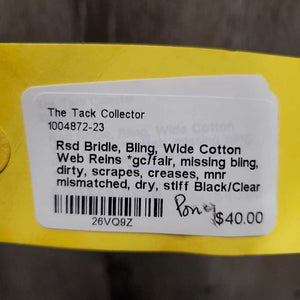 The Tack Collector
1004872-23
Rsd Bridle, Bling, Wide Cotton
Web Reins *gc/fair, missing bling,
dirty, scrapes, creases, mnr
mismatched, dry, stiff Black/Clear
26VQ9Z
Pony
$40.00